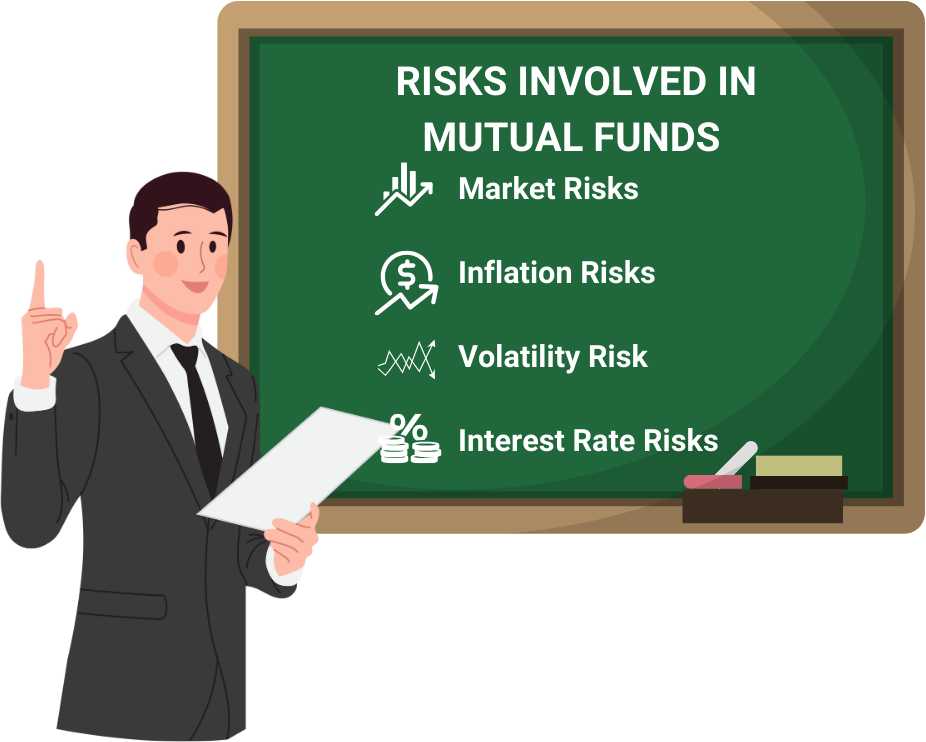 RISKS INVOLVED IN
MUTUAL FUNDS
Market Risks
$
Inflation Risks
Volatility Risk
%
Interest Rate Risks